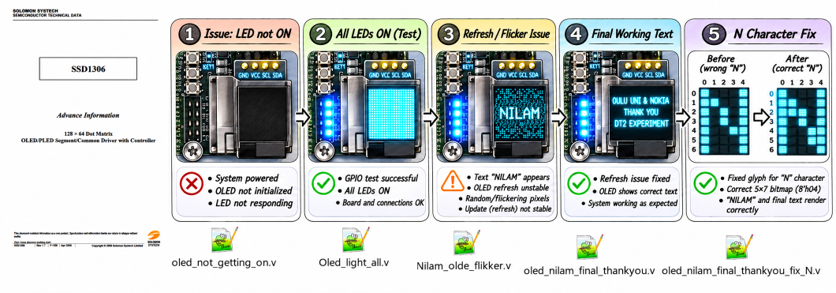 SOLOMON SYSTECH
SEMICONDUCTOR TECHNICAL DATA
SSD1306
Advance Information
128 x 64 Dot Matrix
OLED/PLED Segment/Common Driver with Controller
SOLOMON
SYSTECH
1 Issue: LED not ON
KEY1
GND VCC SCL SDA
System powered
OLED not initialized
LED not responding
oled_not_getting_on.v
2 All LEDs ON (Test)
KEY1
GND VCC SCL SDA
GPIO test successful
All LEDs ON
Board and connections OK
Oled_light_all.v
3 Refresh / Flicker Issue
KEY1
GND VCC SCL SDA
NILAM
Text "NILAM" appears
OLED refresh unstable
Random/flickering pixels
Update (refresh) not stable
Nilam_olde_flikker.v
4 Final Working Text
KEY1
GND VCC SCL SDA
OULU UNI & NOKIA
THANK YOU
DT2 EXPERIMENT
Refresh issue fixed
OLED shows correct text
System working as expected
oled_nilam_final_thankyou.v
5 N Character Fix
Before
(wrong "N")
0 1 2 3 4
0
1
2
3
4
5
6
After
(correct "N")
0 1 2 3 4
0
1
2
3
4
5
6
Fixed glyph for "N" character
Correct 5×7 bitmap (8'h04)
"NILAM" and final text render
correctly
oled_nilam_final_thankyou_fix_N.v